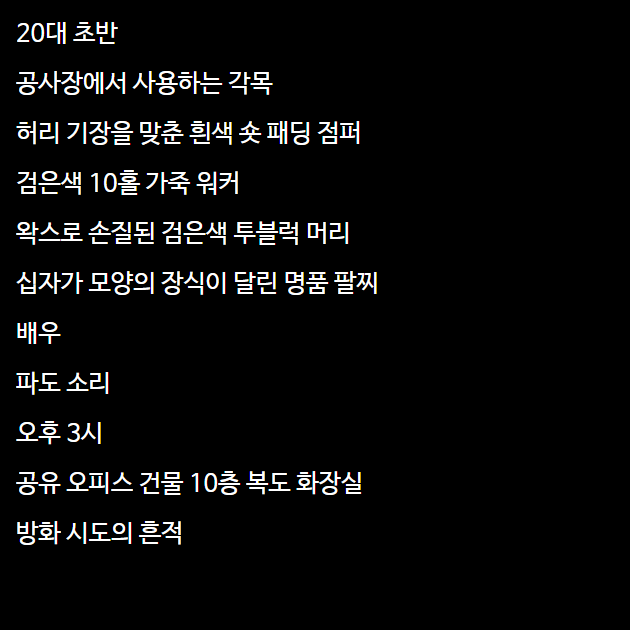 20대 초반
공사장에서 사용하는 각목
허리 기장을 맞춘 흰색 숏 패딩 점퍼
검은색 10홀 가죽 워커
왁스로 손질된 검은색 투블럭 머리
십자가 모양의 장식이 달린 명품 팔찌
배우
파도 소리
오후 3시
공유 오피스 건물 10층 복도 화장실
방화 시도의 흔적